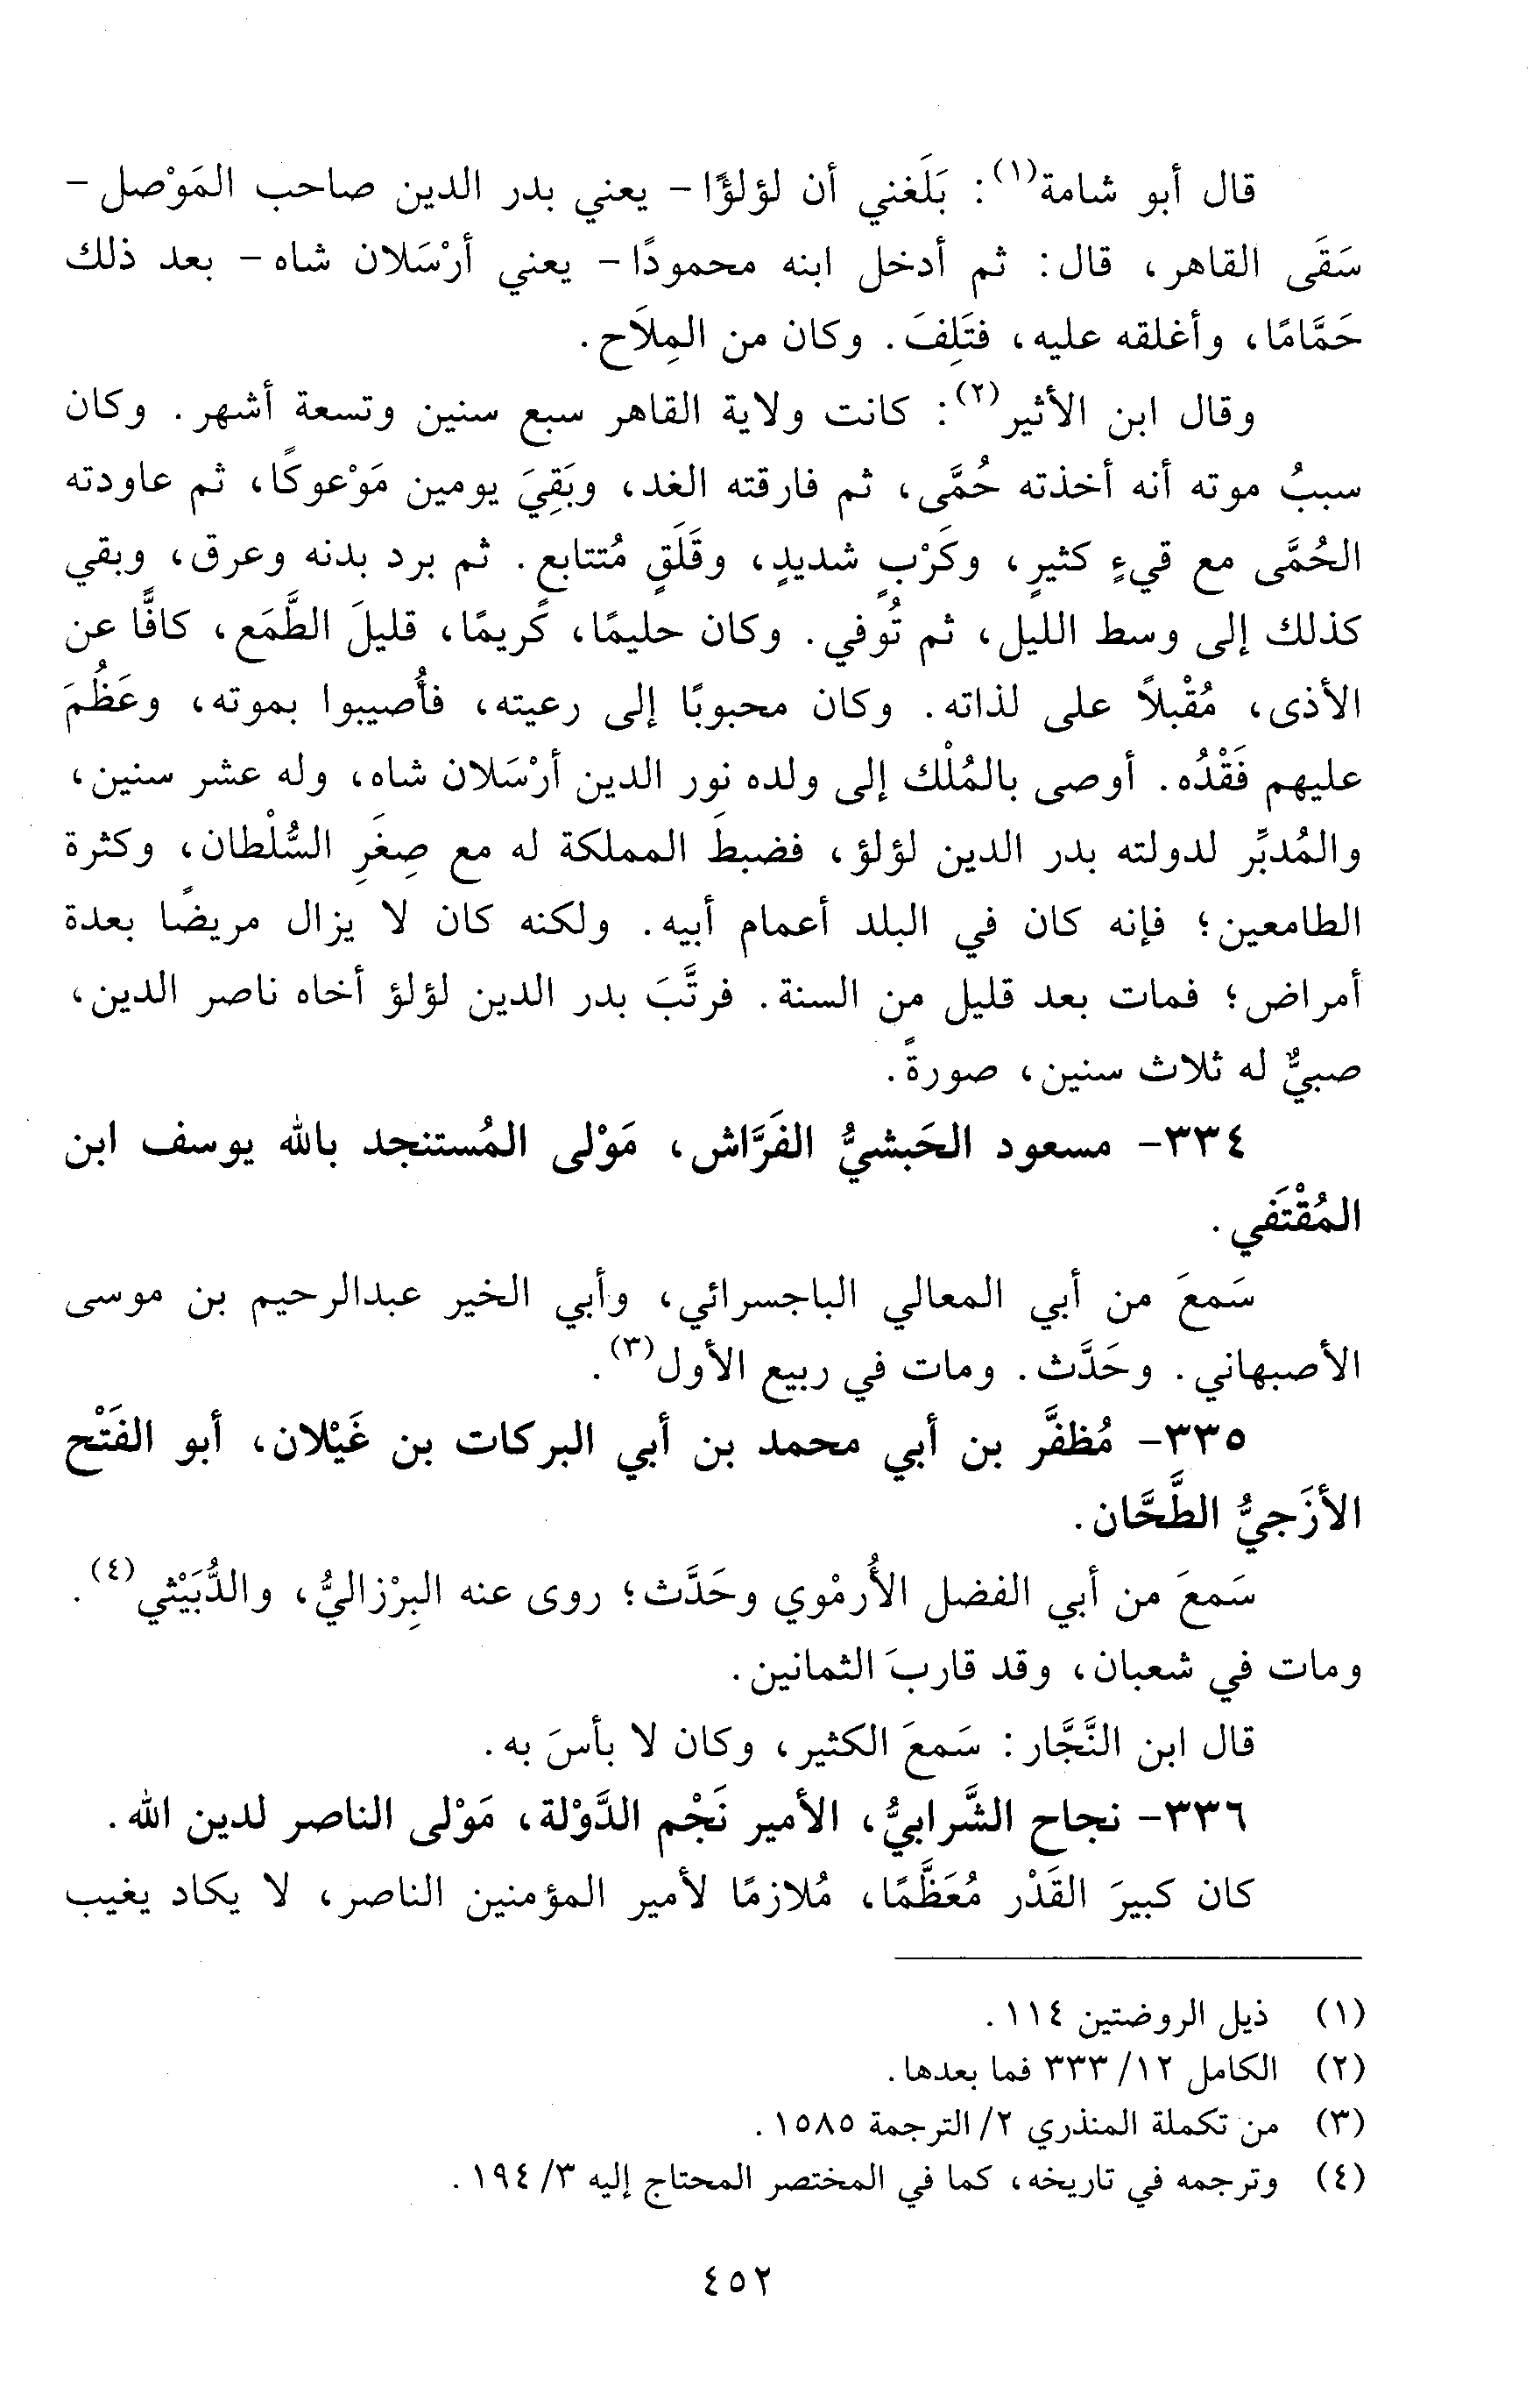 قال أبو شامة(١): بَلَغني أن لؤلؤًا - يعني بدر الدين صاحب المَوْصل -
سَقَى القاهر، قال: ثم أدخل ابنه محمودًا - يعني أرْسَلان شاه - بعد ذلك
حَمَّامًا، وأغلقه عليه، فتَلِفَ. وكان من المِلَاح.
وقال ابن الأثير(٢): كانت ولاية القاهر سبع سنين وتسعة أشهر. وكان
سببُ موته أنه أخذته حُمَّى، ثم فارقته الغد، وبَقِيَ يومين مَوْعوكًا، ثم عاودته
الحُمَّى مع قيءٍ كثيرٍ، وكَرْبٍ شديدٍ، وقَلَقٍ مُتتابعٍ. ثم برد بدنه وعرق، وبقي
كذلك إلى وسط الليل، ثم تُوفي. وكان حليمًا، كريمًا، قليلَ الطَّمَع، كافًّا عن
الأذى، مُقْبلاً على لذاته. وكان محبوبًا إلى رعيته، فأُصيبوا بموته، وعَظُمَ
عليهم فَقْدُه. أوصى بالمُلْك إلى ولده نور الدين أرْسَلان شاه، وله عشر سنين،
والمُدبِّر لدولته بدر الدين لؤلؤ، فضبطَ المملكة له مع صِغَرِ السُّلْطان، وكثرة
الطامعين؛ فإنه كان في البلد أعمام أبيه. ولكنه كان لا يزال مريضًا بعدة
أمراض؛ فمات بعد قليل من السنة. فرتَّبَ بدر الدين لؤلؤ أخاه ناصر الدين،
صبيٌّ له ثلاث سنين، صورةً.
٣٣٤- مسعود الحَبشيُّ الفَرَّاش، مَوْلى المُستنجد بالله يوسف ابن
المُقْتَفي.
سَمعَ من أبي المعالي الباجسرائي، وأبي الخير عبدالرحيم بن موسى
الأصبهاني. وحَدَّث. ومات في ربيع الأول(٣).
٣٣٥- مُظفَّر بن أبي محمد بن أبي البركات بن غَيْلان، أبو الفَتْح
الأزَجيُّ الطَّحَّان.
سَمعَ من أبي الفضل الأُرمْوي وحَدَّث؛ روى عنه البِرْزاليُّ، والدُّبَيْثي(٤).
ومات في شعبان، وقد قاربَ الثمانين.
قال ابن النَّجَّار: سَمعَ الكثير، وكان لا بأسَ به.
٣٣٦- نجاح الشَّرابيُّ، الأمير نَجْم الدَّوْلة، مَوْلى الناصر لدين الله.
كان كبيرَ القَدْر مُعَظَّمًا، مُلازمًا لأمير المؤمنين الناصر، لا يكاد يغيب
(١) ذيل الروضتين ١١٤.
(٢) الكامل ١٢/ ٣٣٣ فما بعدها.
(٣) من تكملة المنذري ٢/ الترجمة ١٥٨٥.
(٤) وترجمه في تاريخه، كما في المختصر المحتاج إليه ٣/ ١٩٤.
٤٥٢